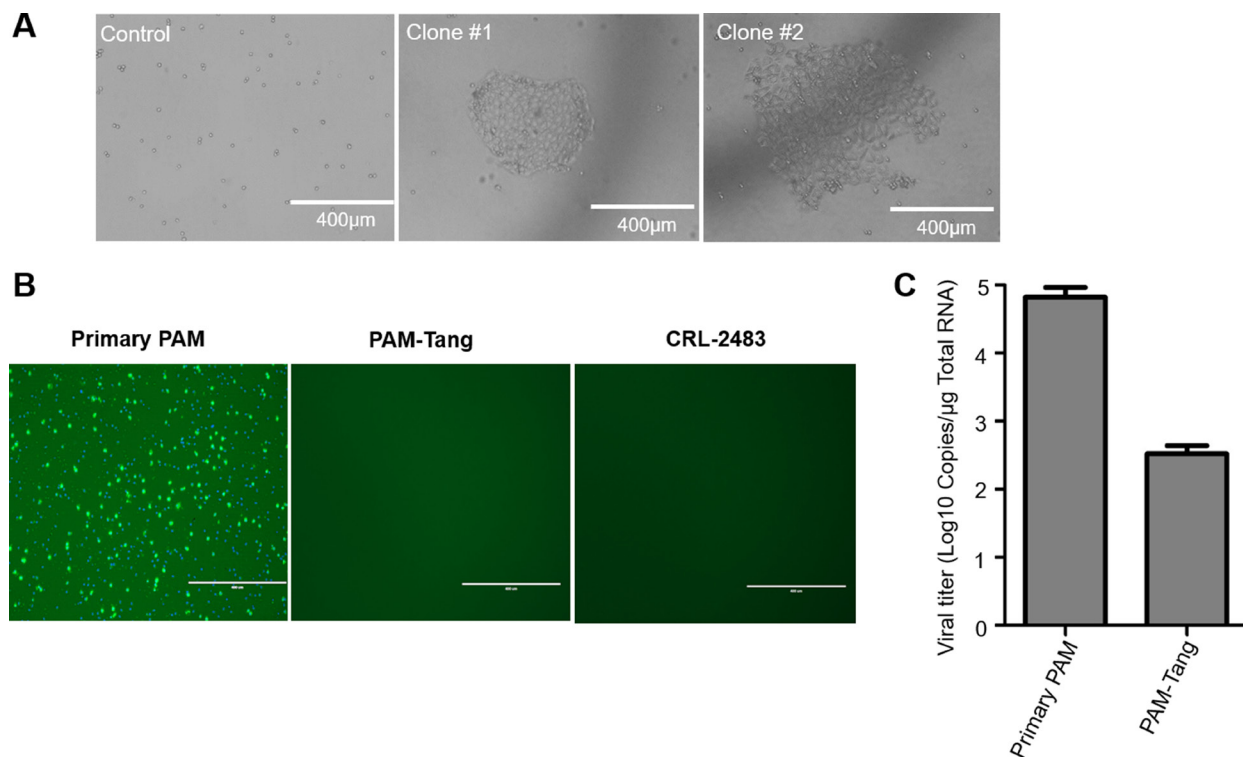 A
Control
400µm
Clone #1
400µm
Clone #2
400µm
B
Primary PAM
PAM-Tang
CRL-2483
C
Viral titer (Log10 Copies/µg Total RNA)
5
4
3
2
1
0
Primary PAM
PAM-Tang